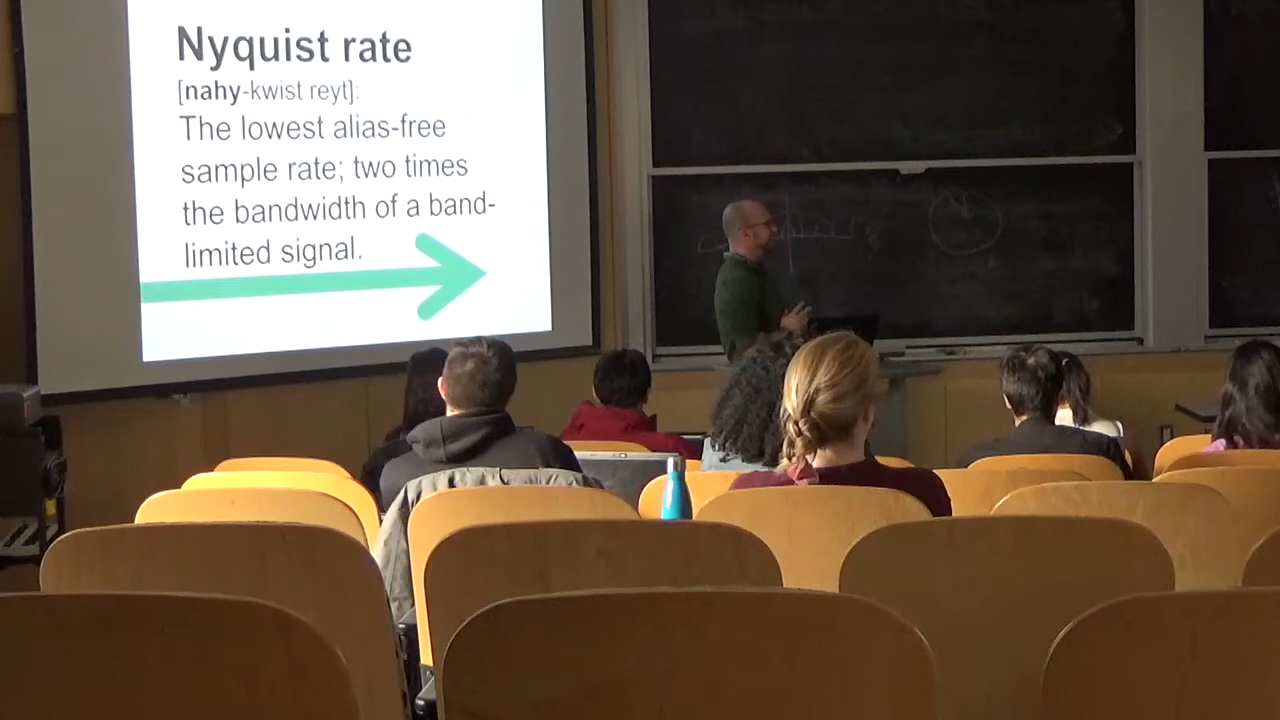 Nyquist rate
[nahy-kwist reyt]:
The lowest alias-free
sample rate; two times
the bandwidth of a band-
limited signal.